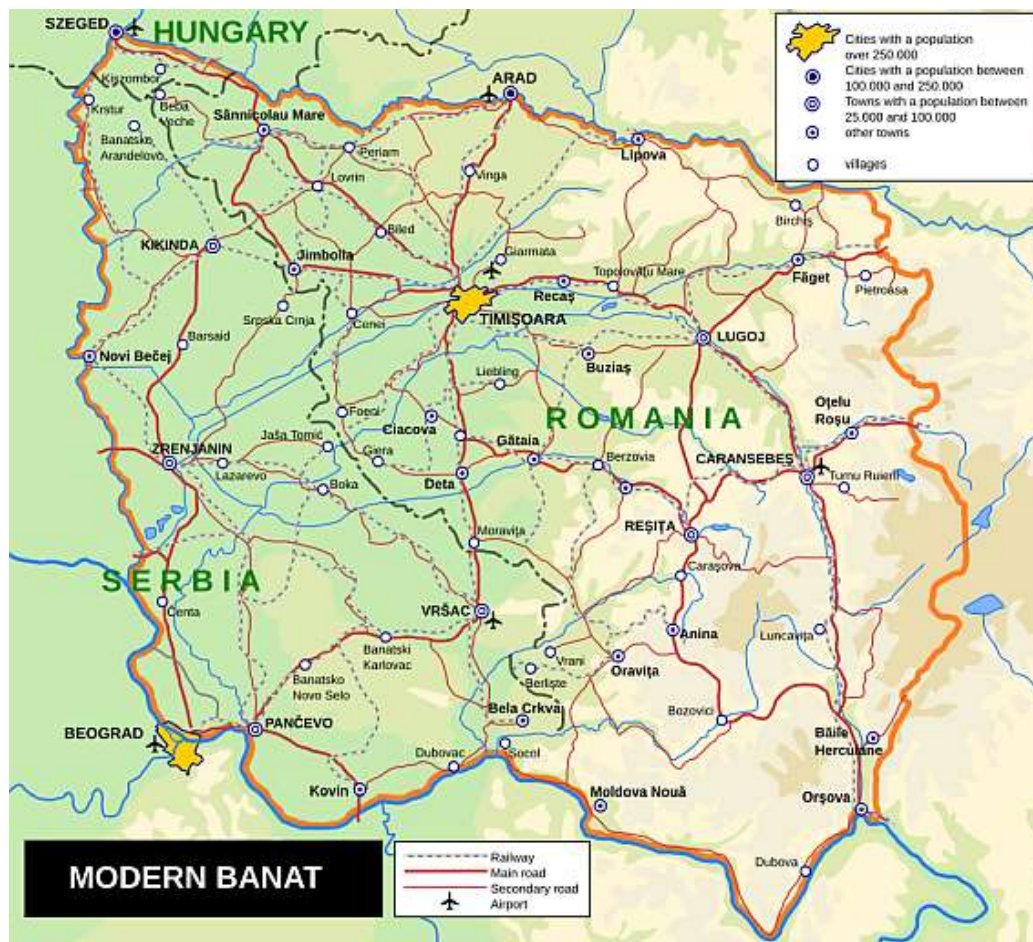 SZEGED
HUNGARY
Kiszombor
Krstur
Beba
Veche
Banatsko
Arandelovo
Sânnicolau Mare
ARAD
Periam
Lovrin
Vinga
Lipova
Birchiș
KIKINDA
Biled
Jimbolia
Giarmata
Recaș
Topolovățu Mare
Făget
Pietroasa
Srpska Crnja
Cenei
TIMIȘOARA
LUGOJ
Barsaid
Novi Bečej
Buziaș
Liebling
Foeni
Ciacova
ROMANIA
Oțelu
Roșu
ZRENJANIN
Jaša Tomić
Lazarevo
Giera
Gătaia
Berzovia
CARANSEBEȘ
Turnu Ruieni
Boka
Deta
REȘIȚA
Moravița
SERBIA
Carașova
Čenta
VRŠAC
Anina
Luncavița
Banatski
Karlovac
Banatsko
Novo Selo
Vrani
Berliște
Oravița
Bela Crkva
Bozovici
BEOGRAD
PANČEVO
Dubovac
Socol
Băile
Herculane
Kovin
Moldova Nouă
Orșova
Dubova
Cities with a population
over 250.000
Cities with a population between
100.000 and 250.000
Towns with a population between
25.000 and 100.000
other towns
villages
MODERN BANAT
Railway
Main road
Secondary road
Airport